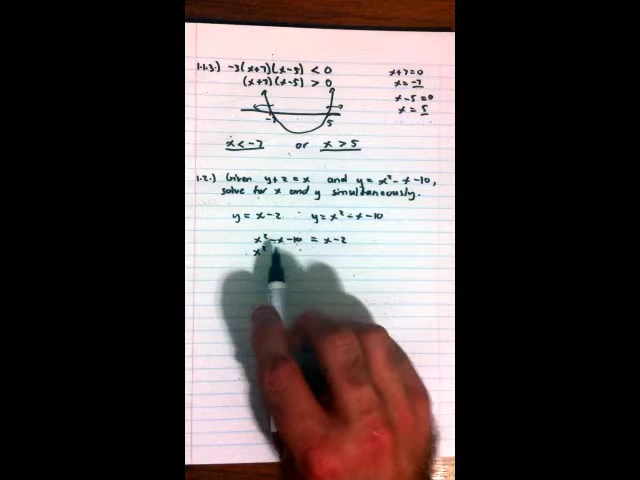 1.1.3.) -3(x+7)(x-5) < 0
(x+7)(x-5) > 0
x+7=0
x = -7
x-5=0
x = 5
-7 5
x < -7 or x > 5
1.2.) Given y+2=x and y = x² - x -10,
solve for x and y simultaneously.
y = x-2 y = x² - x -10
x² - x -10 = x-2
x²